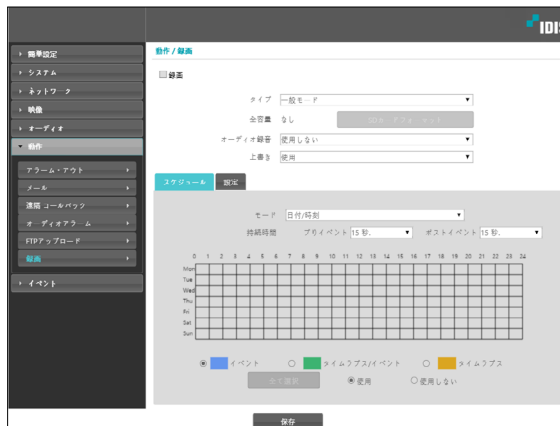 IDIS
簡単設定
システム
ネットワーク
映像
オーディオ
動作
アラーム・アウト
メール
遠隔 コールバック
オーディオアラーム
FTPアップロード
録画
イベント
動作 / 録画
録画
タイプ 一般モード
全容量 なし
オーディオ録音 使用しない
上書き 使用
スケジュール 設定
モード 日付/時刻
持続時間 プリイベント 15 秒. ポストイベント 15 秒.
0 1 2 3 4 5 6 7 8 9 10 11 12 13 14 15 16 17 18 19 20 21 22 23 24
Mon
Tue
Wed
Thu
Fri
Sat
Sun
イベント タイムラプス/イベント タイムラプス
全て選択 使用 使用しない
保存